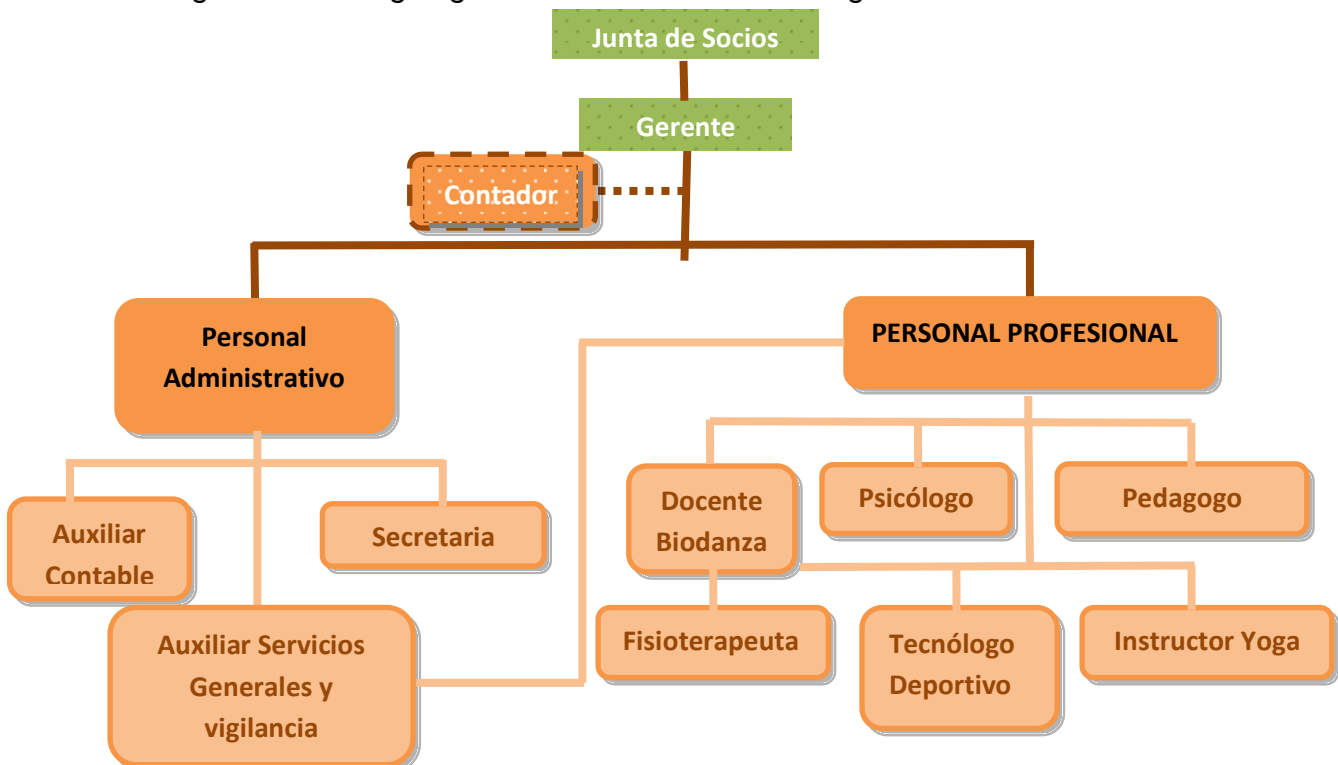 Junta de Socios
Gerente
Contador
Personal
Administrativo
PERSONAL PROFESIONAL
Auxiliar
Contable
Secretaria
Docente
Biodanza
Psicólogo
Pedagogo
Auxiliar Servicios
Generales y
vigilancia
Fisioterapeuta
Tecnólogo
Deportivo
Instructor Yoga